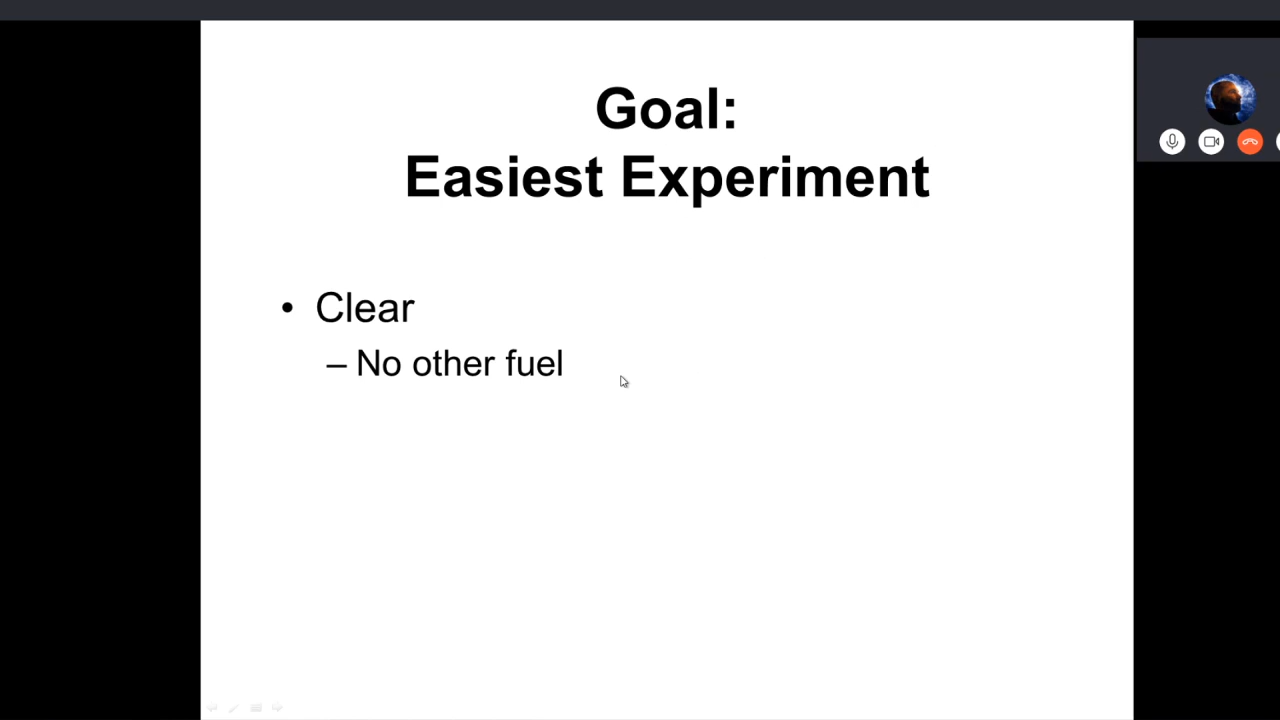 Goal:
Easiest Experiment
• Clear
– No other fuel